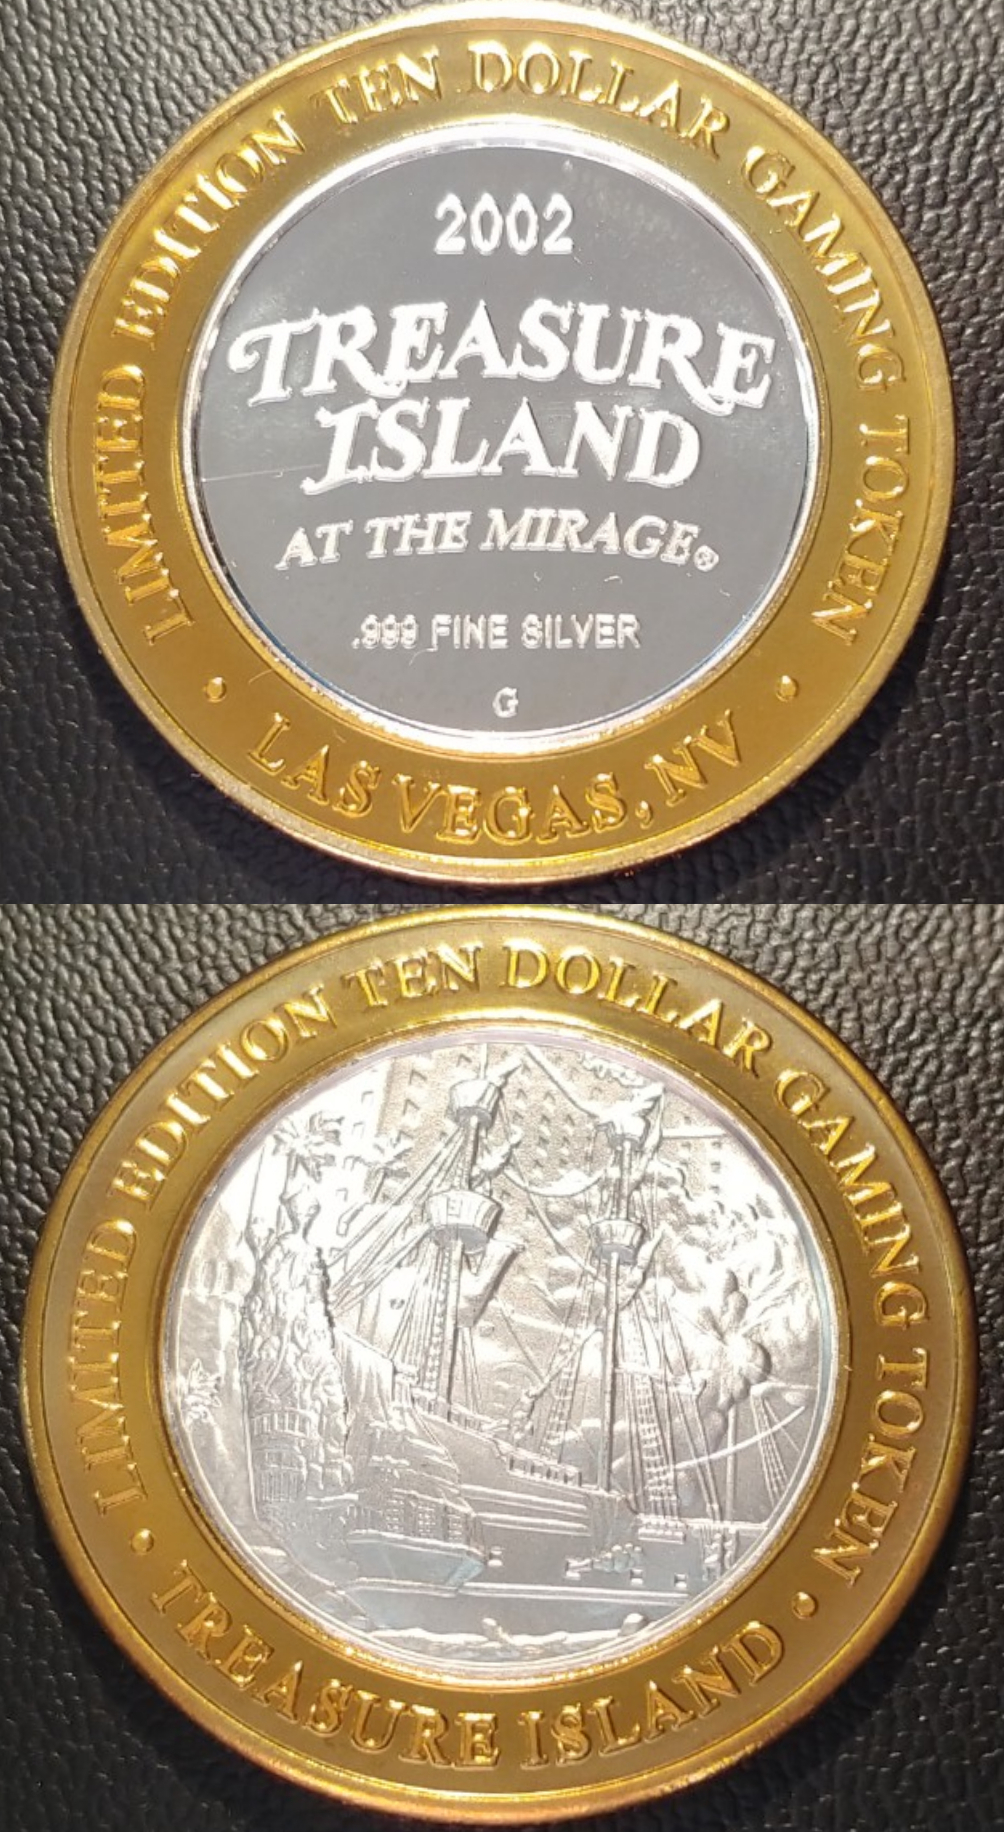 LIMITED EDITION TEN DOLLAR GAMING TOKEN
2002
TREASURE
ISLAND
AT THE MIRAGE®
.999 FINE SILVER
G
• LAS VEGAS, NV •
LIMITED EDITION TEN DOLLAR GAMING TOKEN
• TREASURE ISLAND •